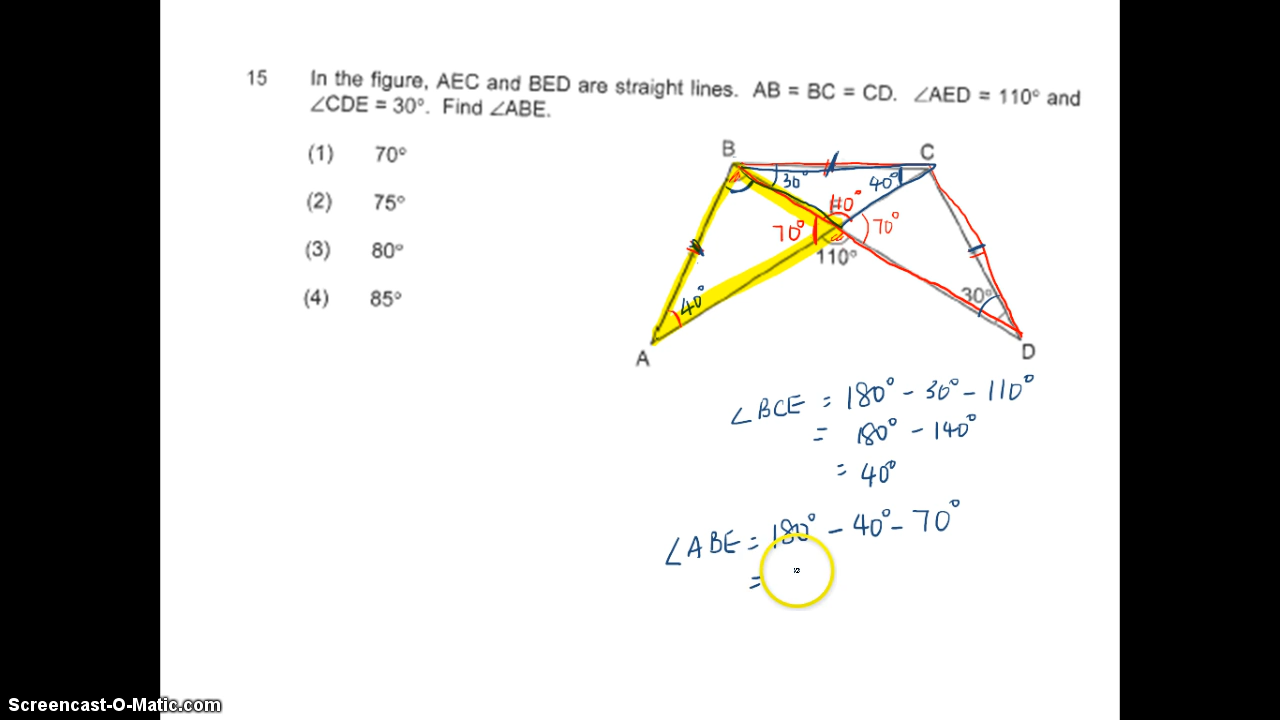 15 In the figure, AEC and BED are straight lines. AB = BC = CD. ∠AED = 110° and
∠CDE = 30°. Find ∠ABE.
(1) 70°
(2) 75°
(3) 80°
(4) 85°
B C
30° 40°
110°
70° 70°
110°
40° 30°
A D
∠BCE = 180° - 30° - 110°
= 180° - 140°
= 40°
∠ABE = 180° - 40° - 70°
=
Screencast-O-Matic.com